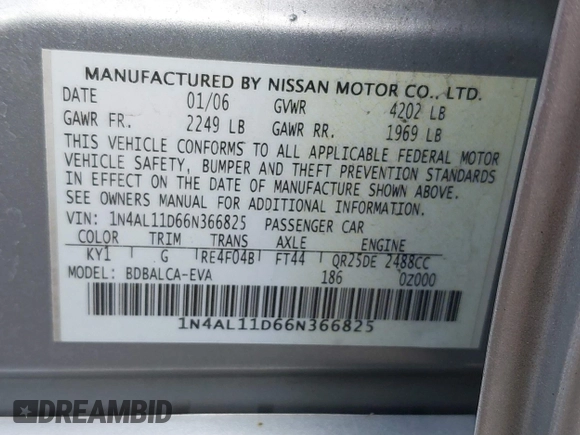 MANUFACTURED BY NISSAN MOTOR CO., LTD.
DATE 01/06 GVWR 4202 LB
GAWR FR. 2249 LB GAWR RR. 1969 LB
THIS VEHICLE CONFORMS TO ALL APPLICABLE FEDERAL MOTOR
VEHICLE SAFETY, BUMPER AND THEFT PREVENTION STANDARDS
IN EFFECT ON THE DATE OF MANUFACTURE SHOWN ABOVE.
SEE OWNERS MANUAL FOR ADDITIONAL INFORMATION.
VIN: 1N4AL11D66N366825 PASSENGER CAR
COLOR TRIM TRANS AXLE ENGINE
KY1 G RE4F04B FT44 QR25DE 2488CC
MODEL: BDBALCA-EVA 186 0Z000
1N4AL11D66N366825
DREAMBID